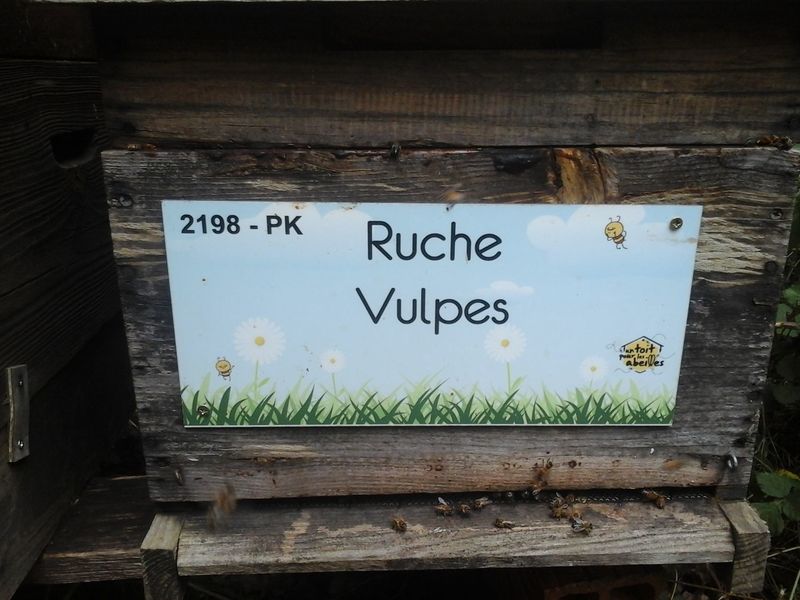 2198 - PK
Ruche
Vulpes
un toit
pour les
abeilles